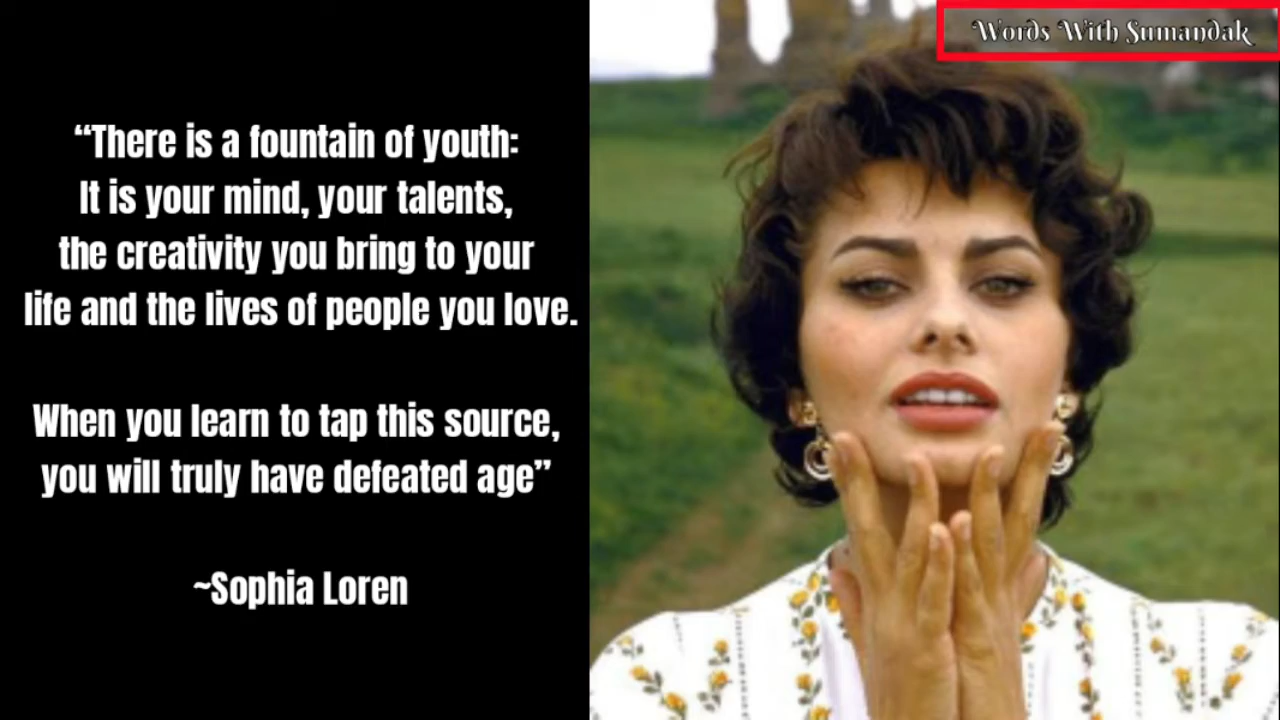 Words With Sumandak
“There is a fountain of youth:
It is your mind, your talents,
the creativity you bring to your
life and the lives of people you love.
When you learn to tap this source,
you will truly have defeated age”
~Sophia Loren